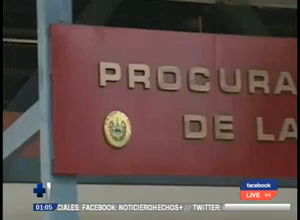 PROCURA
DE LA
facebook
LIVE
01:05
CIALES: FACEBOOK: NOTICIEROHECHOS+ // TWITTER: